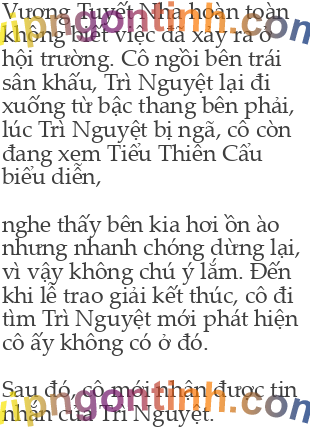 Vương Tuyết Nha hoàn toàn
không biết việc đã xảy ra ở
hội trường. Cô ngồi bên trái
sân khấu, Trì Nguyệt lại đi
xuống từ bậc thang bên phải,
lúc Trì Nguyệt bị ngã, cô còn
đang xem Tiểu Thiên Cẩu
biểu diễn,
nghe thấy bên kia hơi ồn ào
nhưng nhanh chóng dừng lại,
vì vậy không chú ý lắm. Đến
khi lễ trao giải kết thúc, cô đi
tìm Trì Nguyệt mới phát hiện
cô ấy không có ở đó.
Sau đó, cô mới nhận được tin
nhắn của Trì Nguyệt.